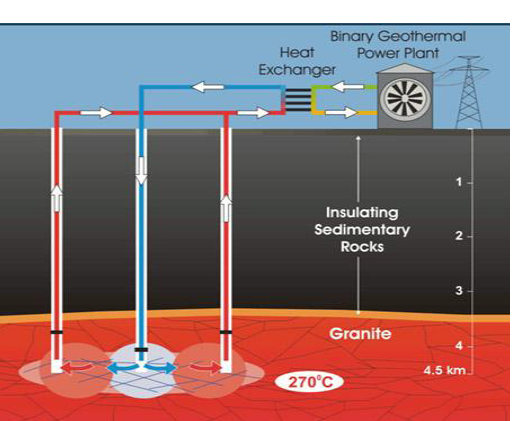 Binary Geothermal
Power Plant
Heat
Exchanger
Insulating
Sedimentary
Rocks
1
2
3
Granite
4
4.5 km
270°C